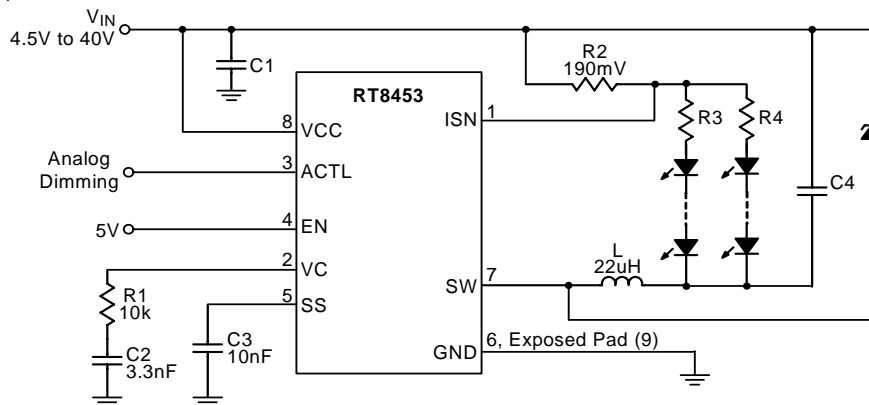 VIN
4.5V to 40V
C1
R2
190mV
RT8453
ISN
1
R3
R4
8
VCC
Analog
Dimming
3
ACTL
C4
5V
4
EN
L
22uH
2
VC
SW
7
R1
10k
5
SS
C3
10nF
6, Exposed Pad (9)
GND
C2
3.3nF